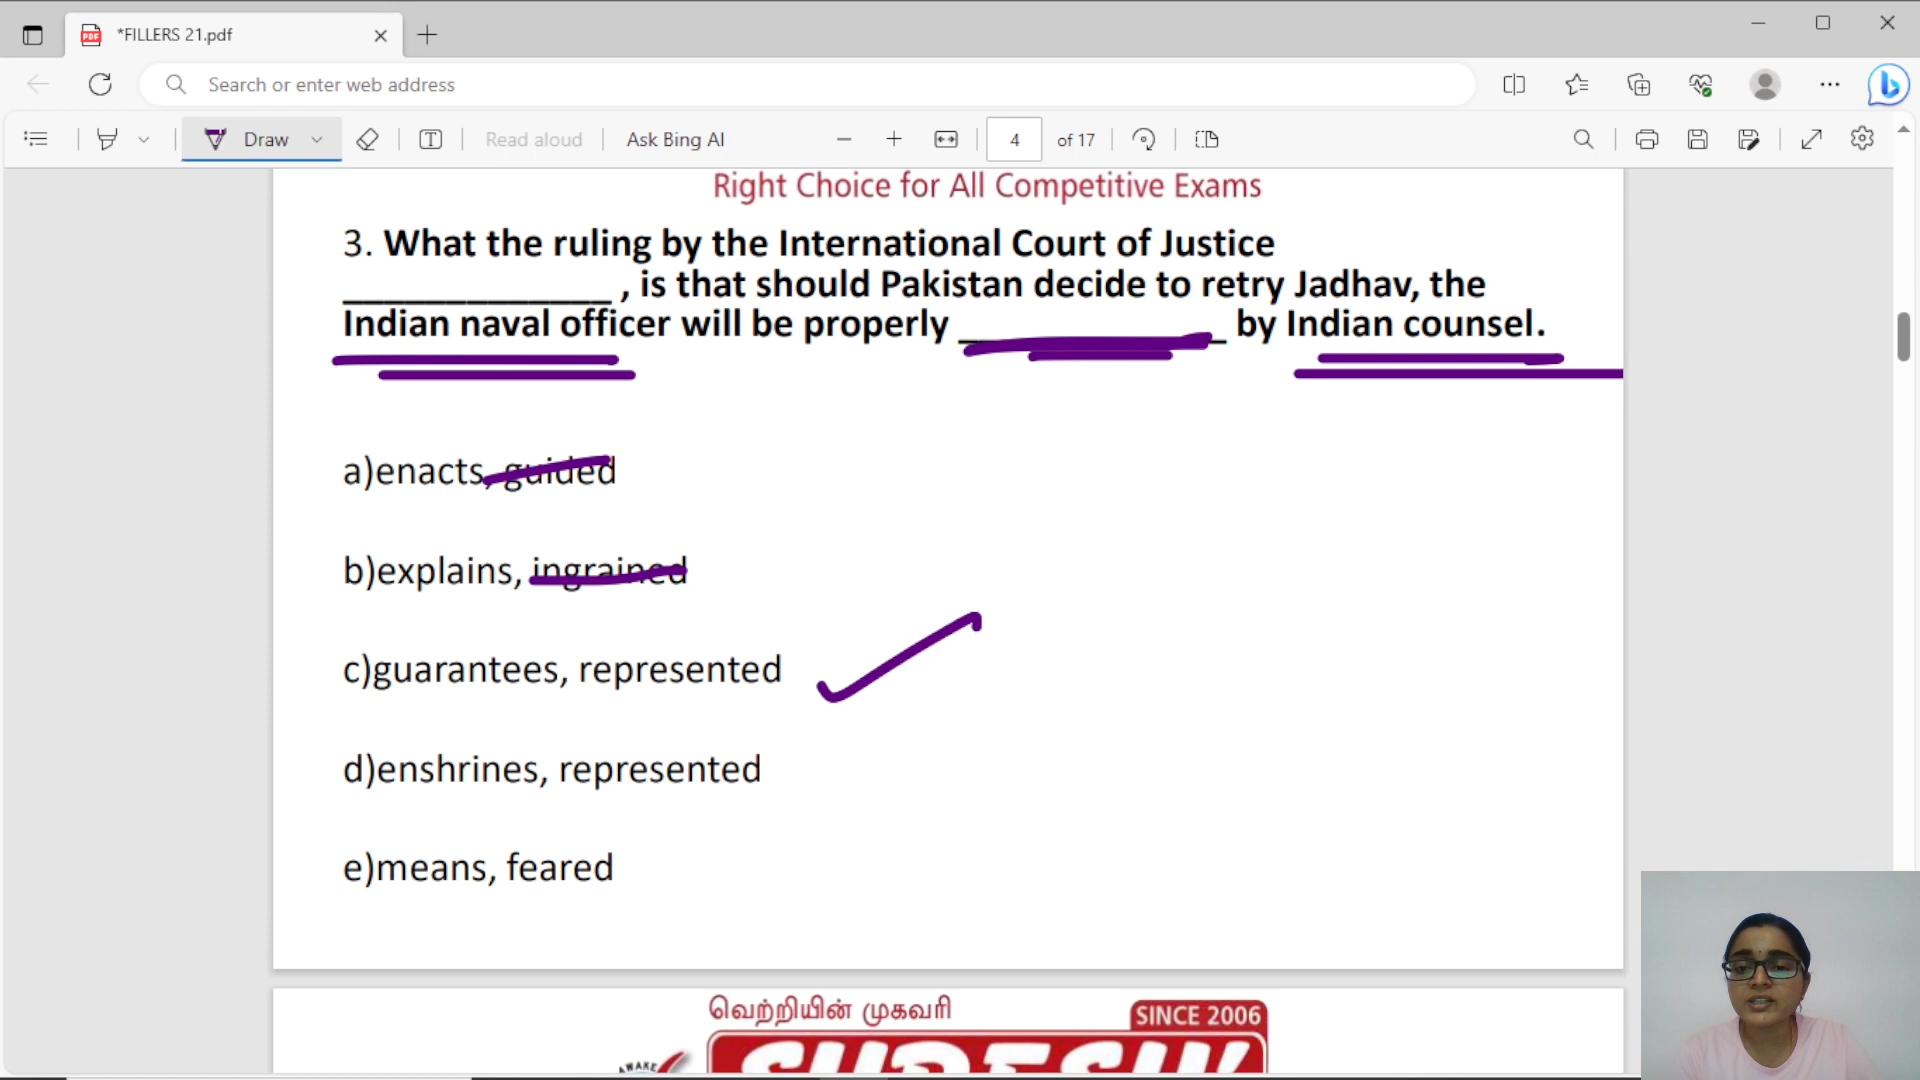 *FILLERS 21.pdf
Search or enter web address
Draw
Read aloud
Ask Bing AI
4
of 17
Right Choice for All Competitive Exams
3. What the ruling by the International Court of Justice
_____________ , is that should Pakistan decide to retry Jadhav, the
Indian naval officer will be properly _____________ by Indian counsel.
a)enacts, guided
b)explains, ingrained
c)guarantees, represented
d)enshrines, represented
e)means, feared
வெற்றியின் முகவரி
SINCE 2006
AWAKE